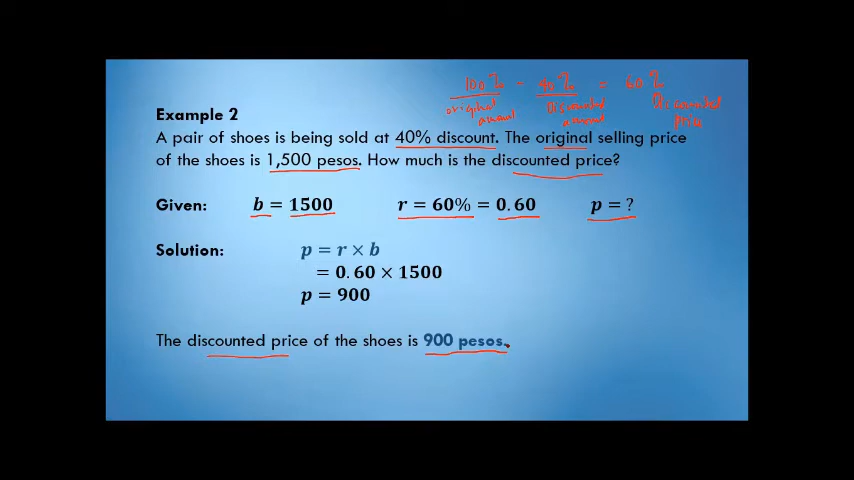 100% - 40% = 60%
original amount Discounted amount Discounted price
Example 2
A pair of shoes is being sold at 40% discount. The original selling price
of the shoes is 1,500 pesos. How much is the discounted price?
Given: b = 1500 r = 60% = 0.60 p = ?
Solution: p = r × b
= 0.60 × 1500
p = 900
The discounted price of the shoes is 900 pesos.